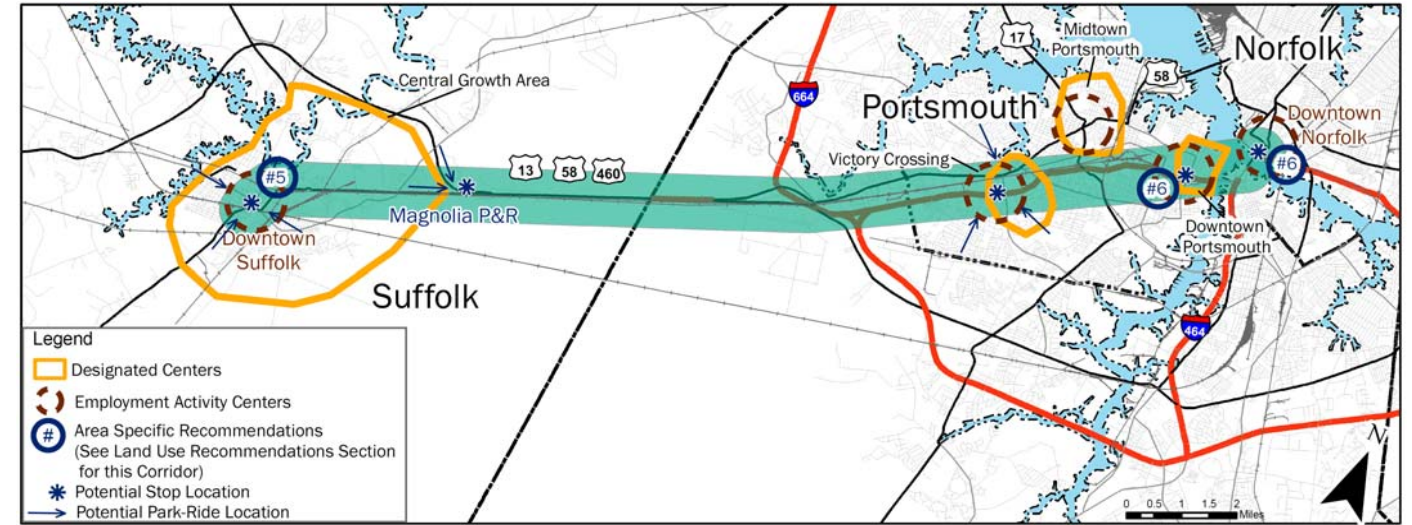 Midtown
Portsmouth
17
58
Norfolk
Central Growth Area
664
Portsmouth
Downtown
Norfolk
Victory Crossing
13
58
460
#5
#6
#6
Magnolia P&R
Downtown
Suffolk
Downtown
Portsmouth
Suffolk
464
Legend
Designated Centers
Employment Activity Centers
# Area Specific Recommendations
(See Land Use Recommendations Section
for this Corridor)
Potential Stop Location
Potential Park-Ride Location
N
0 0.5 1 1.5 2
Miles